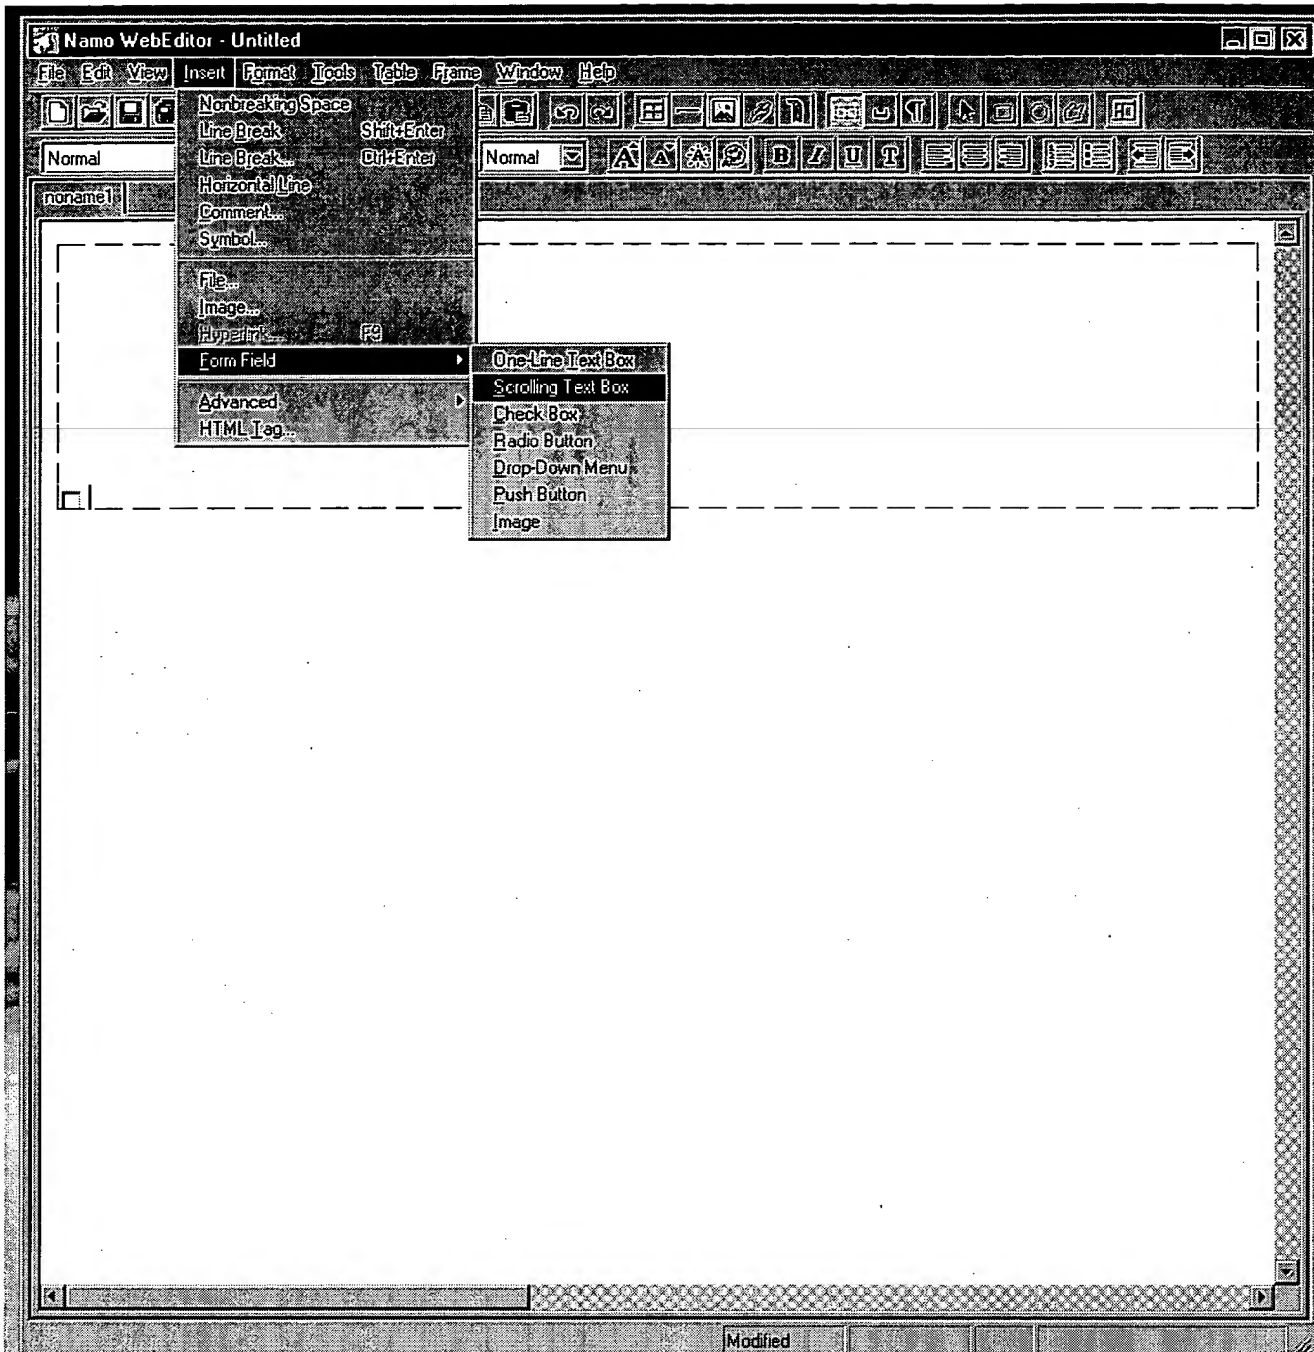 Namo WebEditor - Untitled
File Edit View Insert Format Tools Table Frame Window Help
Nonbreaking Space
Line Break Shift+Enter
Line Break... Ctrl+Enter
Horizontal Line
Comment...
Symbol...
File...
Image...
Hyperlink... F9
Form Field
Advanced
HTML Tag...
One-Line Text Box
Scrolling Text Box
Check Box
Radio Button
Drop-Down Menu
Push Button
Image
Normal
Normal
A A A B I U T
noname1
Modified